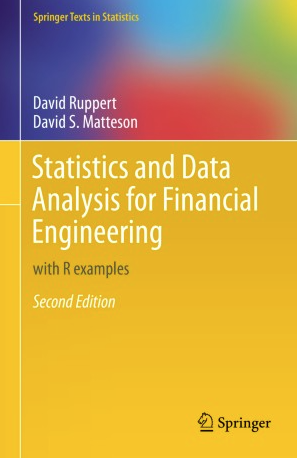 Springer Texts in Statistics
David Ruppert
David S. Matteson
Statistics and Data
Analysis for Financial
Engineering
with R examples
Second Edition
Springer